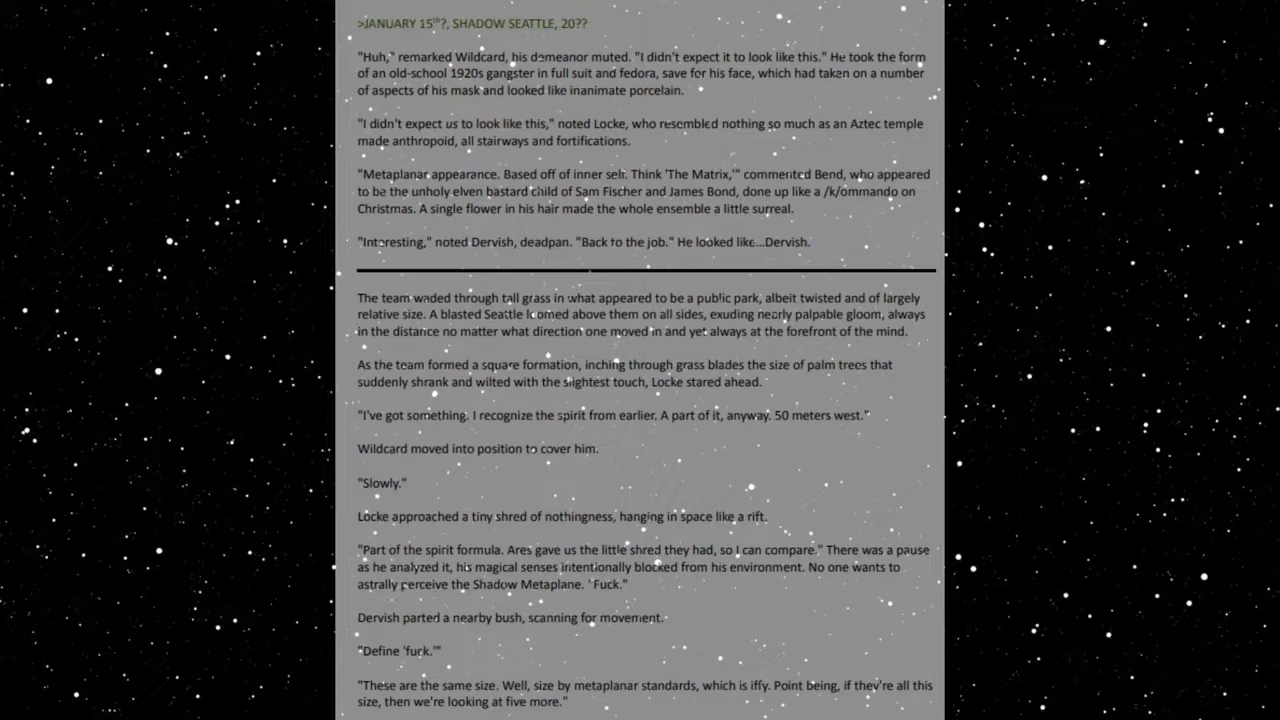 >JANUARY 15th?, SHADOW SEATTLE, 20??
"Huh," remarked Wildcard, his demeanor muted. "I didn't expect it to look like this." He took the form
of an old-school 1920s gangster in full suit and fedora, save for his face, which had taken on a number
of aspects of his mask and looked like inanimate porcelain.
"I didn't expect us to look like this," noted Locke, who resembled nothing so much as an Aztec temple
made anthropoid, all stairways and fortifications.
"Metaplanar appearance. Based off of inner self. Think 'The Matrix,'" commented Bend, who appeared
to be the unholy elven bastard child of Sam Fischer and James Bond, done up like a /k/ommando on
Christmas. A single flower in his hair made the whole ensemble a little surreal.
"Interesting," noted Dervish, deadpan. "Back to the job." He looked like...Dervish.
The team waded through tall grass in what appeared to be a public park, albeit twisted and of largely
relative size. A blasted Seattle loomed above them on all sides, exuding nearly palpable gloom, always
in the distance no matter what direction one moved in and yet always at the forefront of the mind.
As the team formed a square formation, inching through grass blades the size of palm trees that
suddenly shrank and wilted with the slightest touch, Locke stared ahead.
"I've got something. I recognize the spirit from earlier. A part of it, anyway. 50 meters west."
Wildcard moved into position to cover him.
"Slowly."
Locke approached a tiny shred of nothingness, hanging in space like a rift.
"Part of the spirit formula. Ares gave us the little shred they had, so I can compare." There was a pause
as he analyzed it, his magical senses intentionally blocked from his environment. No one wants to
astrally perceive the Shadow Metaplane. "Fuck."
Dervish parted a nearby bush, scanning for movement.
"Define 'fuck.'"
"These are the same size. Well, size by metaplanar standards, which is iffy. Point being, if they're all this
size, then we're looking at five more."